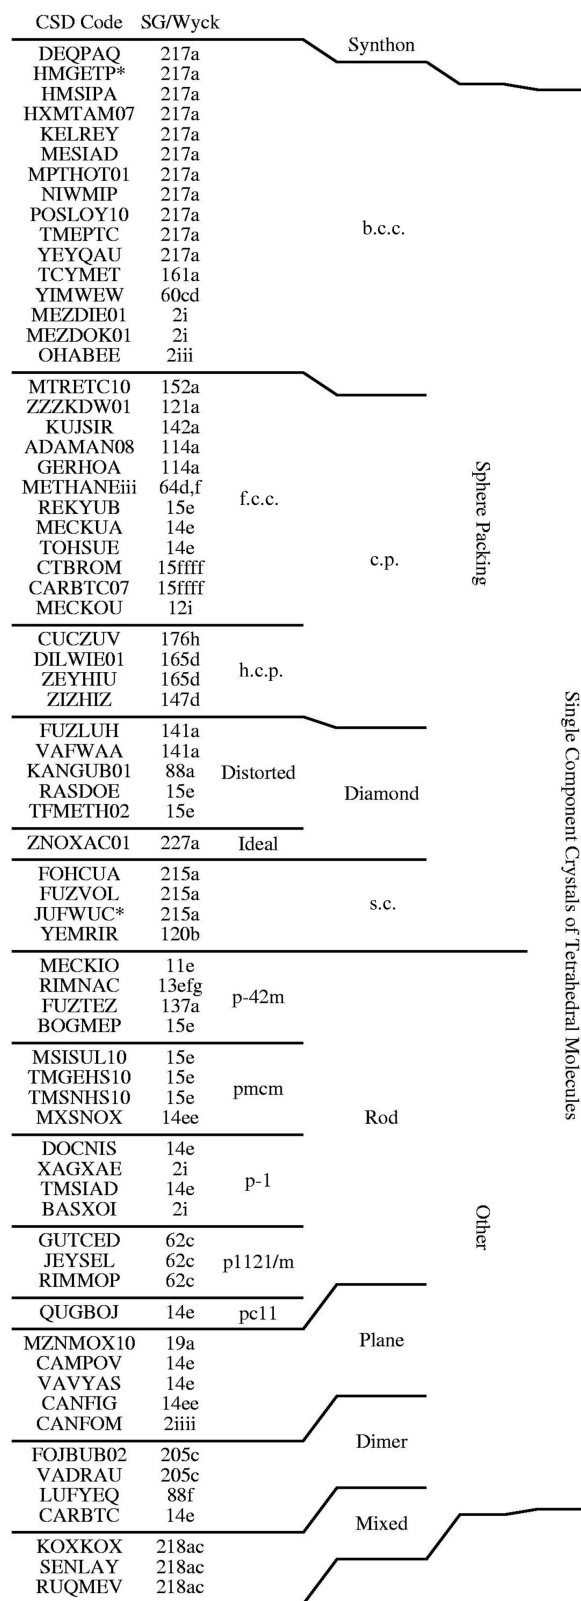 CSD Code SG/Wyck
Synthon
DEQPAQ 217a
HMGETP* 217a
HMSIPA 217a
HXMTAM07 217a
KELREY 217a
MESIAD 217a
MPTHOT01 217a
NIWMIP 217a
POSLOY10 217a
TMEPTC 217a b.c.c.
YEYQAU 217a
TCYMET 161a
YIMWEW 60cd
MEZDIE01 2i
MEZDOK01 2i
OHABEE 2iii
MTRETC10 152a
ZZZKDW01 121a
KUJSIR 142a
ADAMAN08 114a
GERHOA 114a
METHANEiii 64d,f f.c.c.
REKYUB 15e
MECKUA 14e
TOHSUE 14e
CTBROM 15ffff c.p.
CARBTC07 15ffff
MECKOU 12i
Sphere Packing
CUCZUV 176h
DILWIE01 165d h.c.p.
ZEYHIU 165d
ZIZHIZ 147d
FUZLUH 141a
VAFWAA 141a
KANGUB01 88a Distorted
RASDOE 15e Diamond
TFMETH02 15e
ZNOXAC01 227a Ideal
FOHCUA 215a
FUZVOL 215a s.c.
JUFWUC* 215a
YEMRIR 120b
Single Component Crystals of Tetrahedral Molecules
MECKIO 11e
RIMNAC 13efg p-42m
FUZTEZ 137a
BOGMEP 15e
MSISUL10 15e
TMGEHS10 15e pmcm
TMSNHS10 15e
MXSNOX 14ee Rod
DOCNIS 14e
XAGXAE 2i p-1
TMSIAD 14e
BASXOI 2i
Other
GUTCED 62c
JEYSEL 62c p1121/m
RIMMOP 62c
QUGBOJ 14e pc11
MZNMOX10 19a Plane
CAMPOV 14e
VAVYAS 14e
CANFIG 14ee
CANFOM 2iiii Dimer
FOJBUB02 205c
VADRAU 205c
LUFYEQ 88f
CARBTC 14e Mixed
KOXKOX 218ac
SENLAY 218ac
RUQMEV 218ac